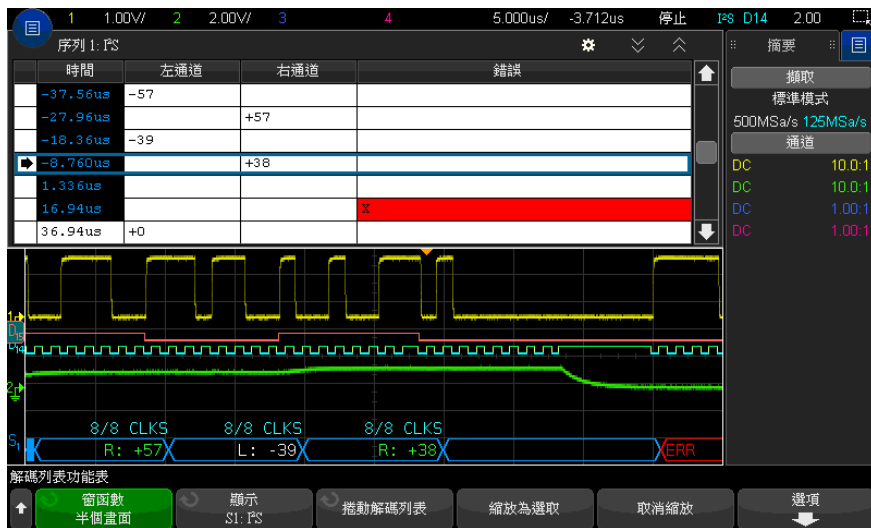 1 1.00V/ 2 2.00V/ 3 4 5.000us/ -3.712us 停止 I²S D14 2.00
序列 1: I²S
摘要
時間 左通道 右通道 錯誤
-37.56us -57
-27.96us +57
-18.36us -39
-8.760us +38
1.336us
16.94us X
36.94us +0
擷取
標準模式
500MSa/s 125MSa/s
通道
DC 10.0:1
DC 10.0:1
DC 1.00:1
DC 1.00:1
1
D15
D14
2
8/8 CLKS 8/8 CLKS 8/8 CLKS
S1 R: +57 L: -39 R: +38 ERR
解碼列表功能表
窗函數
半個畫面
顯示
S1: I²S
捲動解碼列表
縮放為選取
取消縮放
選項